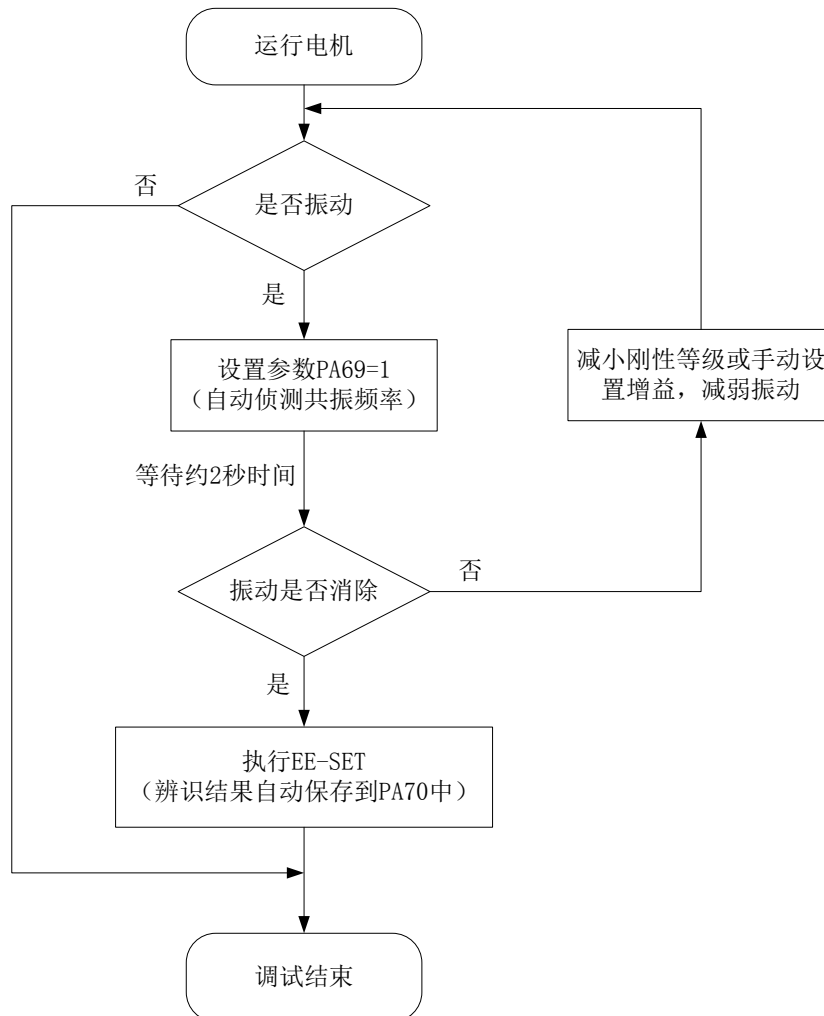 运行电机
否
是否振动
是
设置参数PA69=1
（自动侦测共振频率）
减小刚性等级或手动设
置增益，减弱振动
等待约2秒时间
振动是否消除
否
是
执行EE-SET
（辨识结果自动保存到PA70中）
调试结束